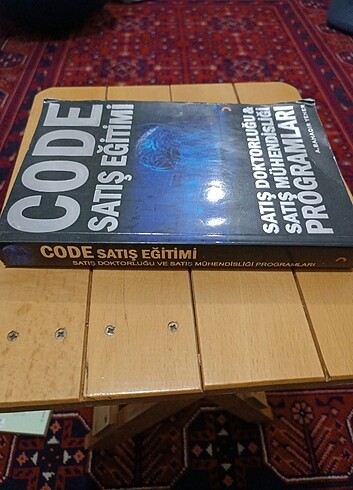 CODE
SATIŞ EĞİTİMİ
SATIŞ DOKTORLUĞU &
SATIŞ MÜHENDİSLİĞİ
PROGRAMLARI
CODE SATIŞ EĞİTİMİ
SATIŞ DOKTORLUĞU VE SATIŞ MÜHENDİSLİĞİ PROGRAMLARI